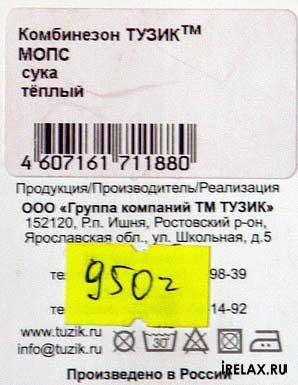 Комбинезон ТУЗИК™
МОПС
сука
тёплый
4 607161 711880
Продукция/Производитель/Реализация
ООО «Группа компаний ТМ ТУЗИК»
152120, Р.п. Ишня, Ростовский р-он,
Ярославская обл., ул. Школьная, д.5
98-39
950г
14-92
www.tuzik.ru
info@tuzik.ru
30
Произведено в России
iRELAX.RU